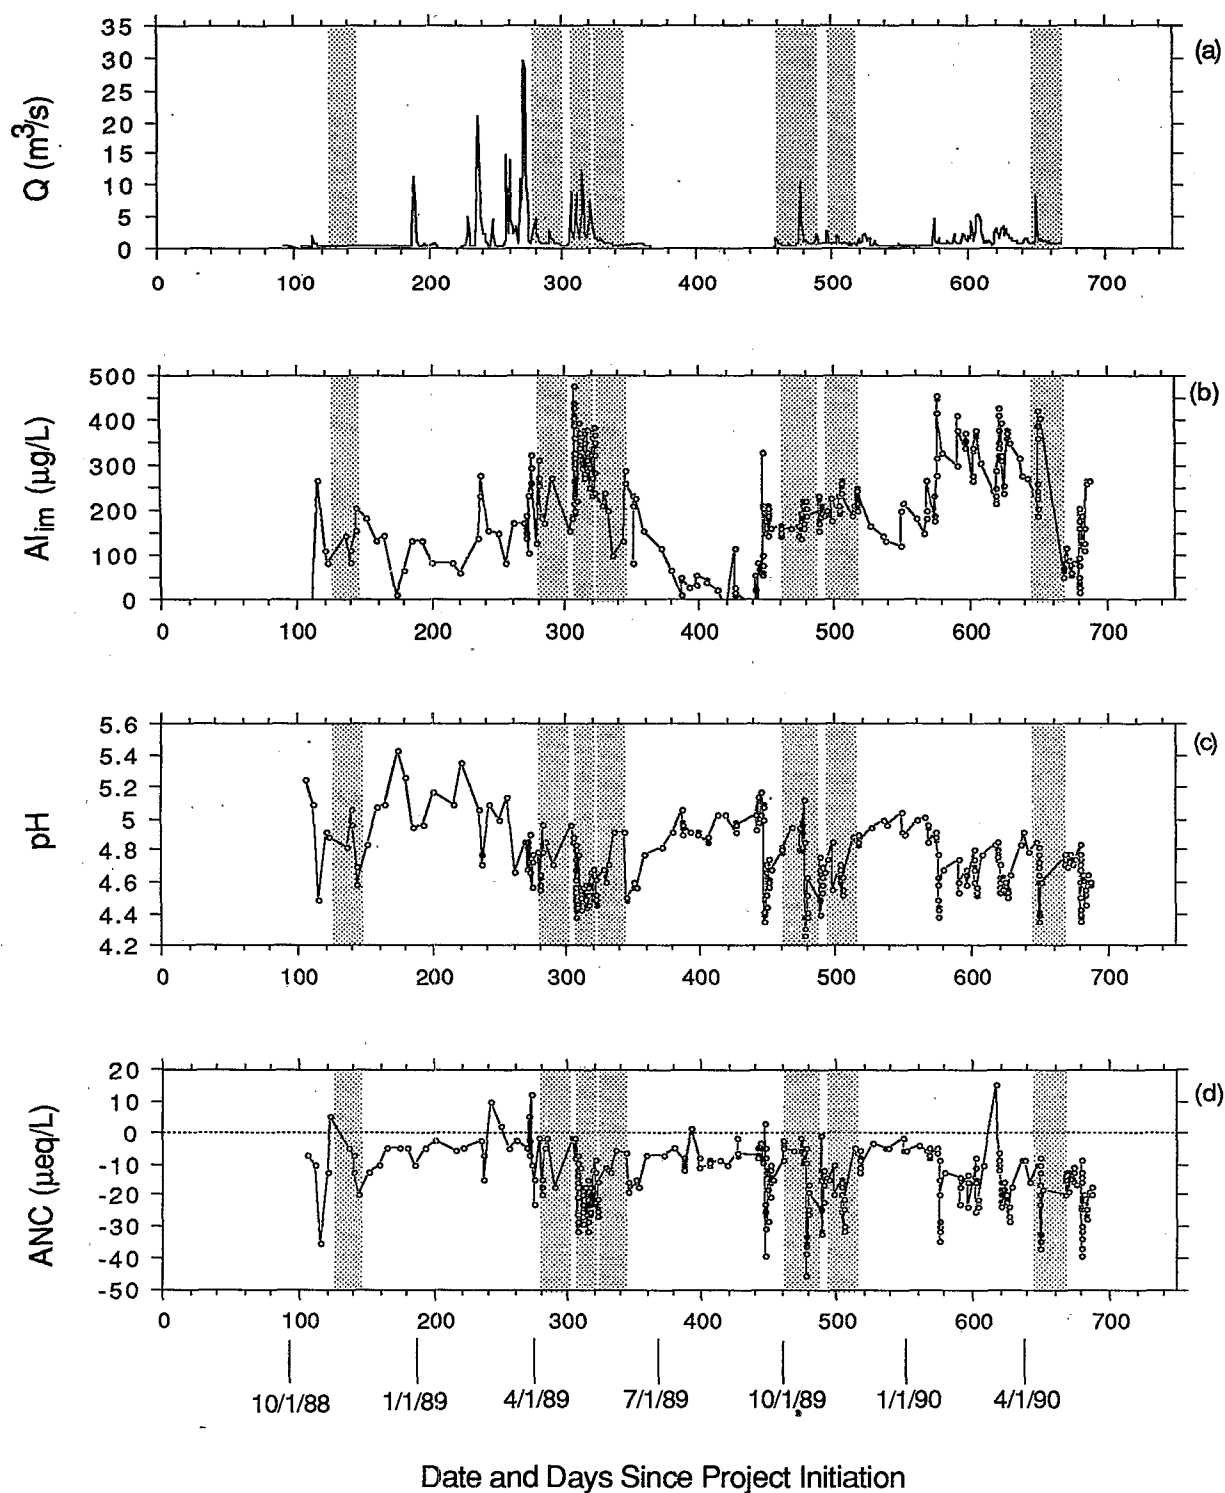 35
30
25
20
15
10
5
0
Q (m³/s)
(a)
0 100 200 300 400 500 600 700
500
400
300
200
100
0
Alim (µg/L)
(b)
0 100 200 300 400 500 600 700
5.6
5.4
5.2
5
4.8
4.6
4.4
4.2
pH
(c)
0 100 200 300 400 500 600 700
20
10
0
-10
-20
-30
-40
-50
ANC (µeq/L)
(d)
0 100 200 300 400 500 600 700
10/1/88 1/1/89 4/1/89 7/1/89 10/1/89 1/1/90 4/1/90
Date and Days Since Project Initiation